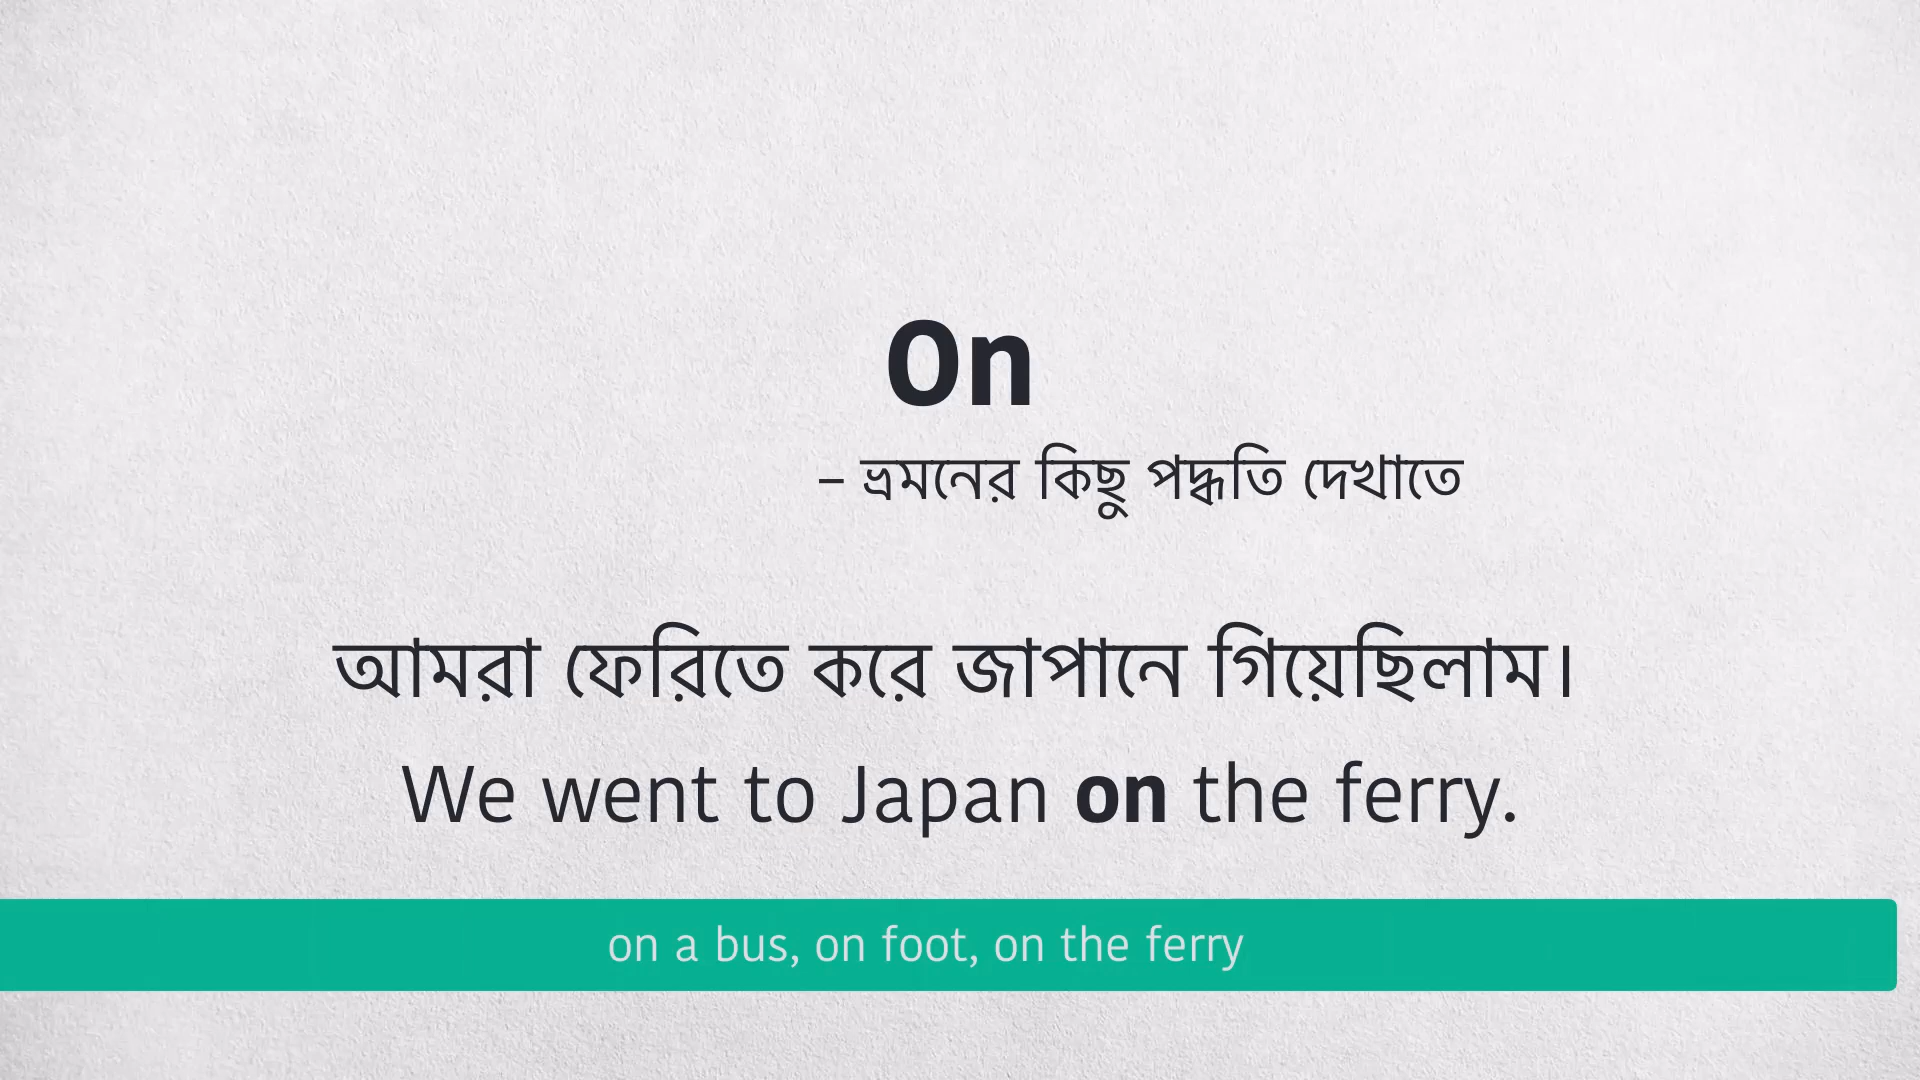 On
– ভ্রমনের কিছু পদ্ধতি দেখাতে
আমরা ফেরিতে করে জাপানে গিয়েছিলাম।
We went to Japan on the ferry.
on a bus, on foot, on the ferry